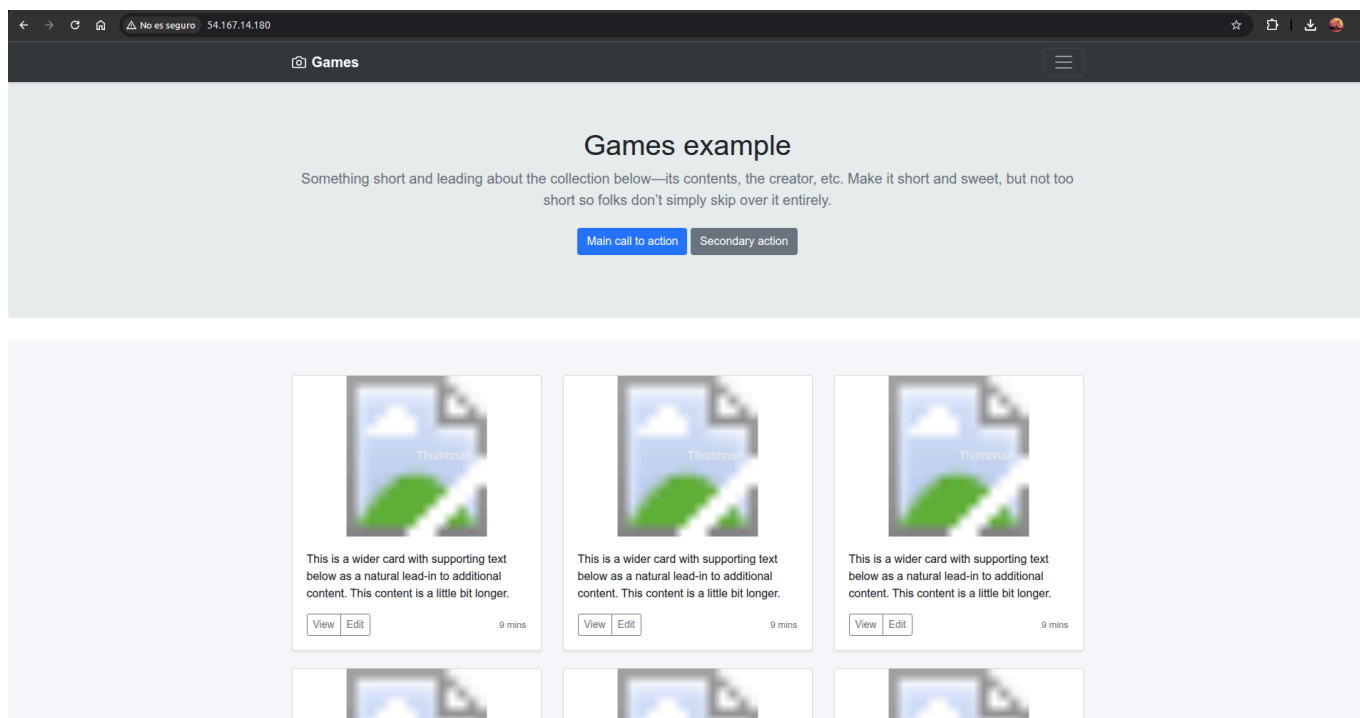 No es seguro 54.167.14.180
Games
Games example
Something short and leading about the collection below—its contents, the creator, etc. Make it short and sweet, but not too
short so folks don't simply skip over it entirely.
Main call to action Secondary action
Thumbnail Thumbnail Thumbnail
This is a wider card with supporting text
below as a natural lead-in to additional
content. This content is a little bit longer.
View Edit 9 mins
This is a wider card with supporting text
below as a natural lead-in to additional
content. This content is a little bit longer.
View Edit 9 mins
This is a wider card with supporting text
below as a natural lead-in to additional
content. This content is a little bit longer.
View Edit 9 mins